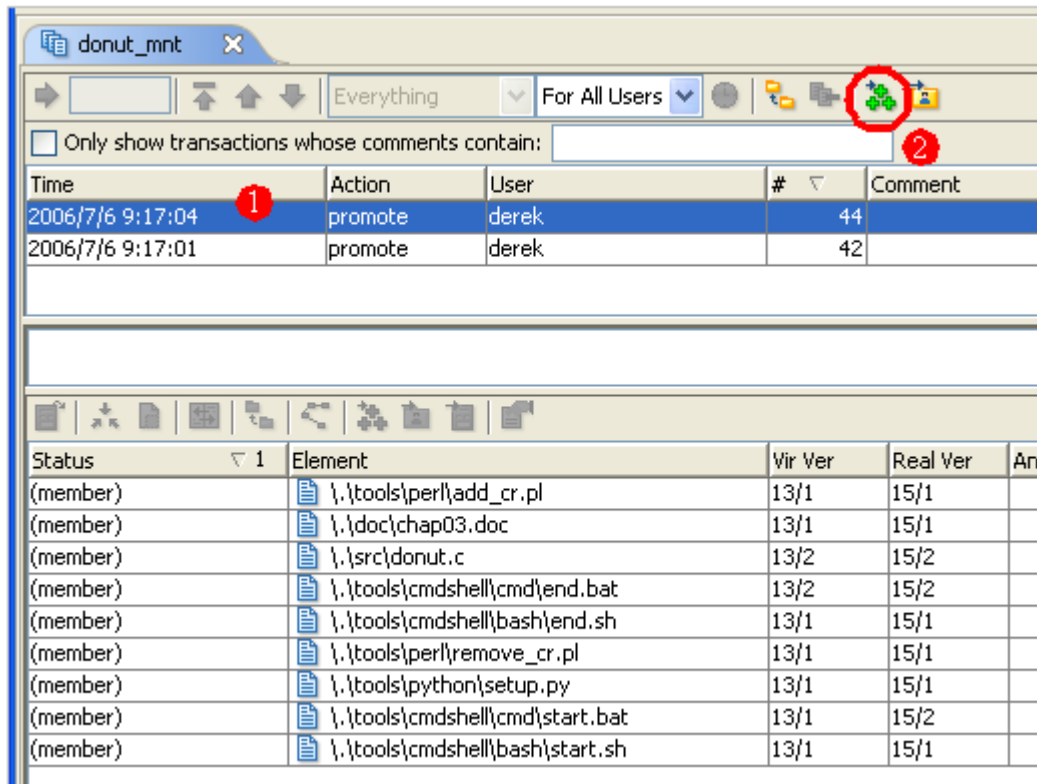 donut_mnt
Everything For All Users
2
Only show transactions whose comments contain:
Time Action User # Comment
1
2006/7/6 9:17:04 promote derek 44
2006/7/6 9:17:01 promote derek 42
Status 1 Element Vir Ver Real Ver An
(member) \.\tools\perl\add_cr.pl 13/1 15/1
(member) \.\doc\chap03.doc 13/1 15/1
(member) \.\src\donut.c 13/2 15/2
(member) \.\tools\cmdshell\cmd\end.bat 13/2 15/2
(member) \.\tools\cmdshell\bash\end.sh 13/1 15/1
(member) \.\tools\perl\remove_cr.pl 13/1 15/1
(member) \.\tools\python\setup.py 13/1 15/1
(member) \.\tools\cmdshell\cmd\start.bat 13/1 15/2
(member) \.\tools\cmdshell\bash\start.sh 13/1 15/1